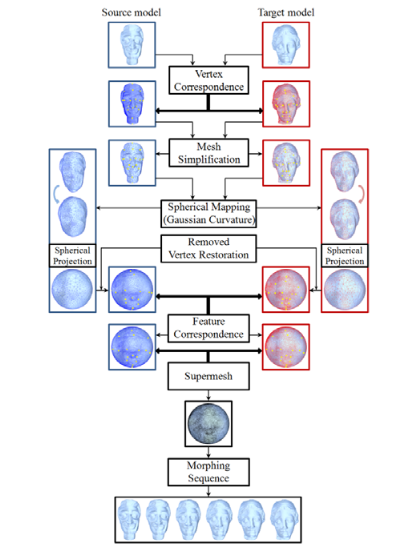 Source model
Target model
Vertex
Correspondence
Mesh
Simplification
Spherical Mapping
(Gaussian Curvature)
Removed
Vertex Restoration
Spherical
Projection
Spherical
Projection
Feature
Correspondence
Supermesh
Morphing
Sequence